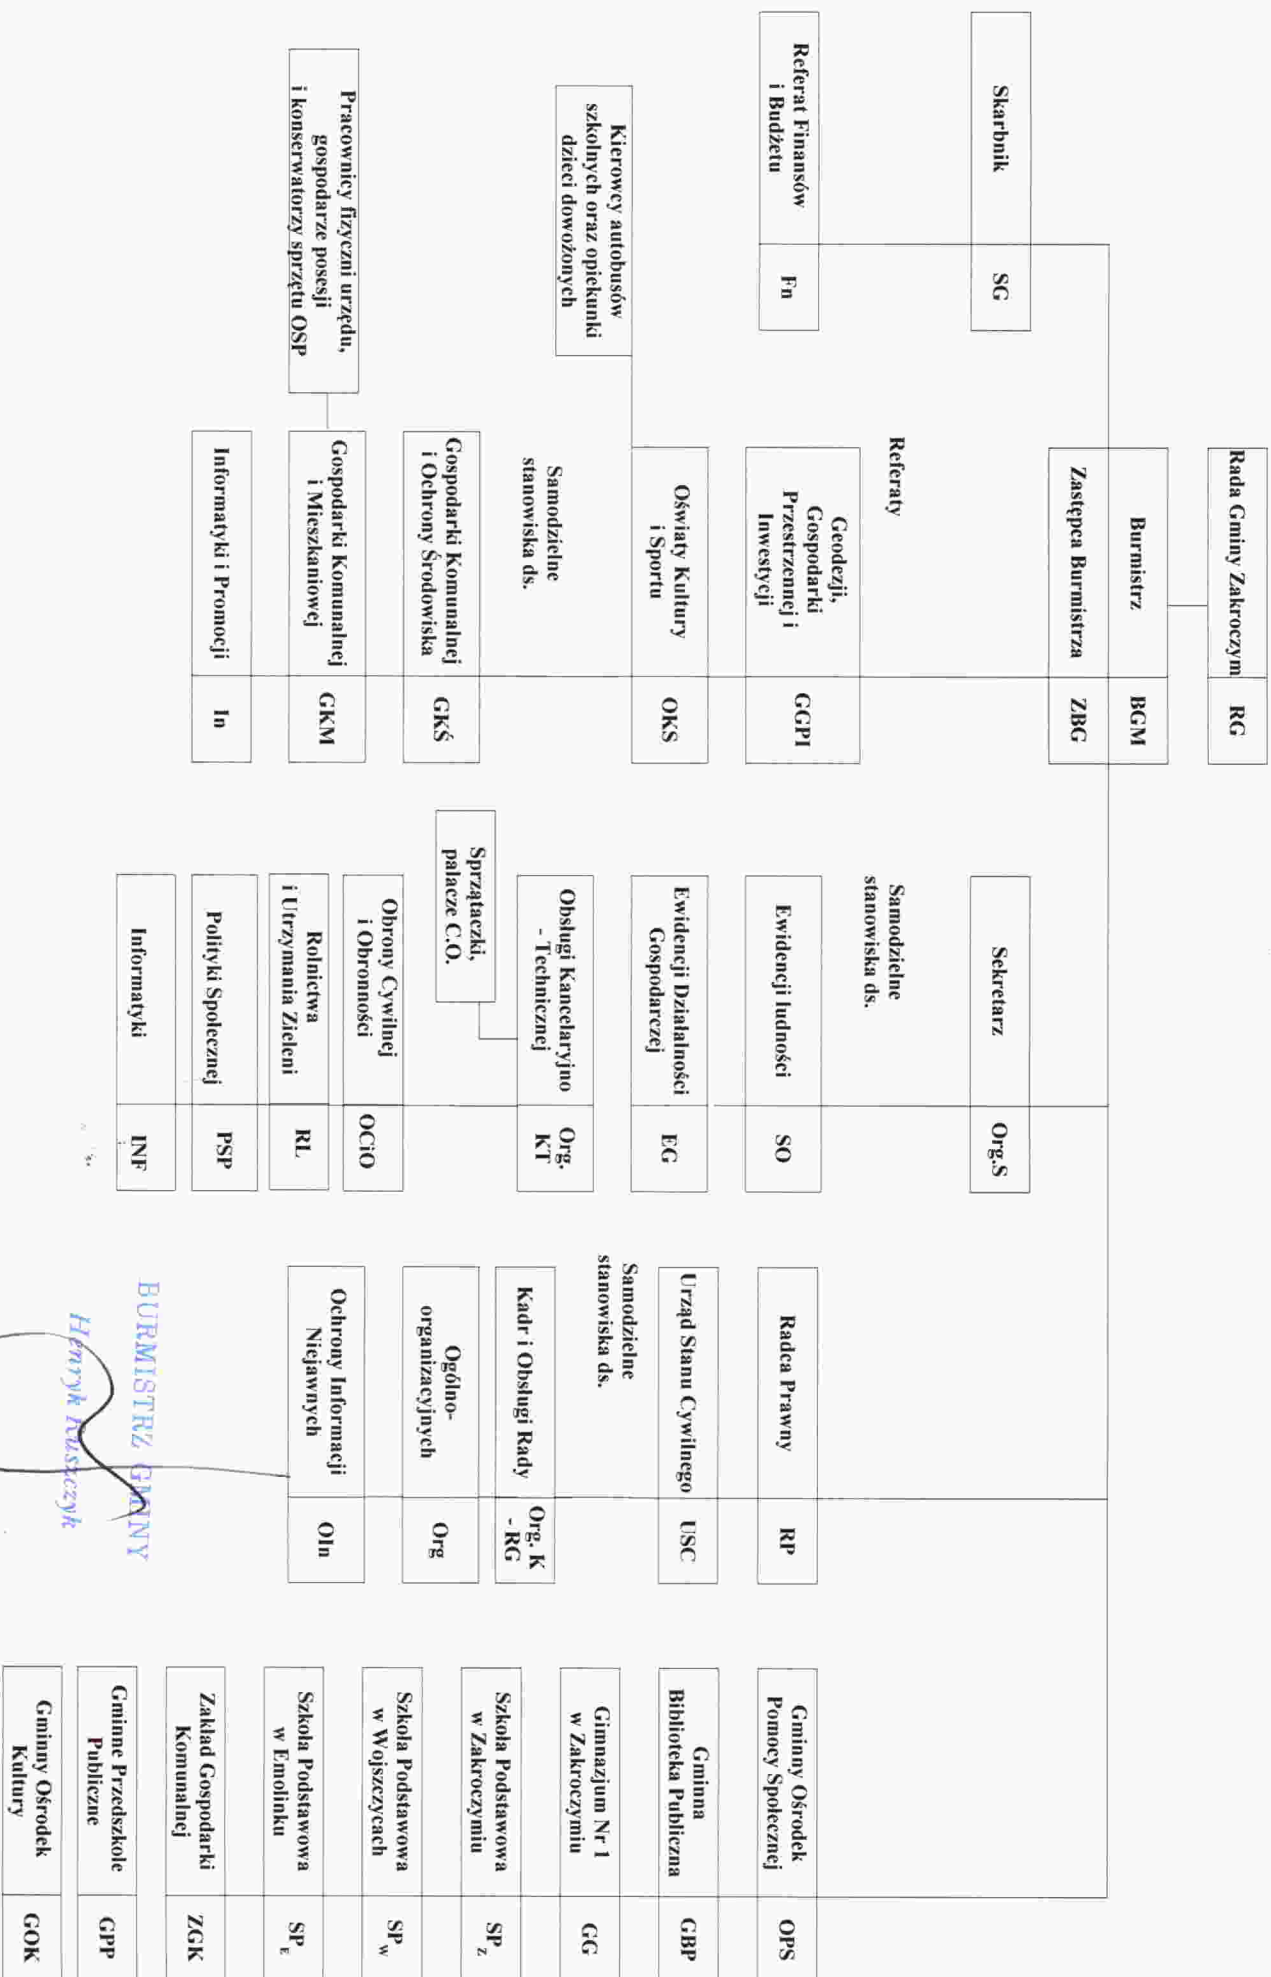 Rada Gminy Zakroczym
RG
Burmistrz
BGM
Zastępca Burmistrza
ZBG
Skarbnik
SG
Referat Finansów
i Budżetu
Fn
Referaty
Geodezji,
Gospodarki
Przestrzennej i
Inwestycji
GGPI
Oświaty Kultury
i Sportu
OKS
Kierowcy autobusów
szkolnych oraz opiekunki
dzieci dowożonych
Samodzielne
stanowiska ds.
Gospodarki Komunalnej
i Ochrony Środowiska
GKŚ
Gospodarki Komunalnej
i Mieszkaniowej
GKM
Pracownicy fizyczni urzędu,
gospodarze posesji
i konserwatorzy sprzętu OSP
Informatyki i Promocji
In
Sekretarz
Org.S
Samodzielne
stanowiska ds.
Ewidencji ludności
SO
Ewidencji Działalności
Gospodarczej
EG
Obsługi Kancelaryjno
- Technicznej
Org.
KT
Sprzątaczki,
palacze C.O.
Obrony Cywilnej
i Obronności
OCiO
Rolnictwa
i Utrzymania Zieleni
RL
Polityki Społecznej
PSP
Informatyki
INF
Radca Prawny
RP
Urząd Stanu Cywilnego
USC
Samodzielne
stanowiska ds.
Kadr i Obsługi Rady
Org. K
- RG
Ogólno-
organizacyjnych
Org
Ochrony Informacji
Niejawnych
OIn
Gminny Ośrodek
Pomocy Społecznej
OPS
Gminna
Biblioteka Publiczna
GBP
Gimnazjum Nr 1
w Zakroczymiu
GG
Szkoła Podstawowa
w Zakroczymiu
SP Z
Szkoła Podstawowa
w Wojszczycach
SP W
Szkoła Podstawowa
w Emolinku
SP E
Zakład Gospodarki
Komunalnej
ZGK
Gminne Przedszkole
Publiczne
GPP
Gminny Ośrodek
Kultury
GOK
BURMISTRZ GMINY
Henryk Ruszczyk